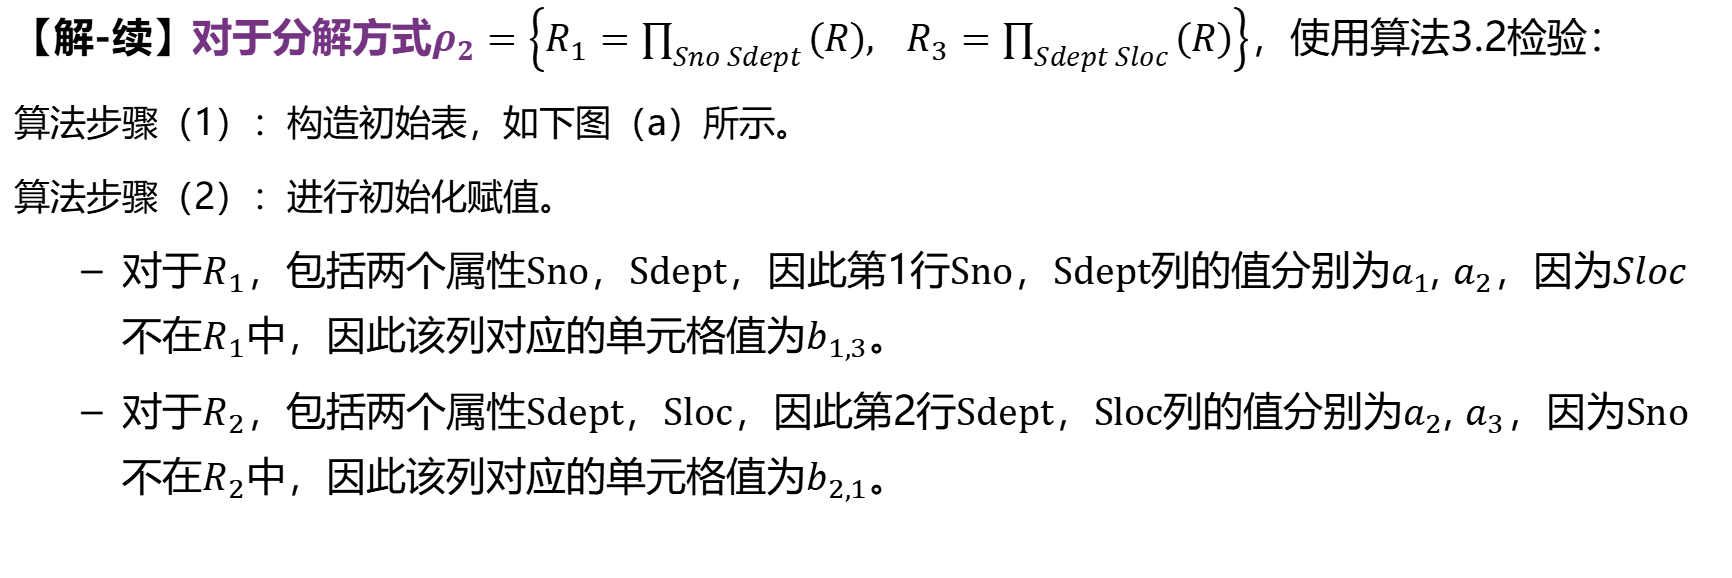 【解-续】对于分解方式ρ₂ = {R₁ = ∏_{Sno Sdept}(R), R₃ = ∏_{Sdept Sloc}(R)}，使用算法3.2检验：
算法步骤（1）：构造初始表，如下图（a）所示。
算法步骤（2）：进行初始化赋值。
– 对于R₁，包括两个属性Sno，Sdept，因此第1行Sno，Sdept列的值分别为a₁, a₂，因为Sloc
不在R₁中，因此该列对应的单元格值为b₁,₃。
– 对于R₂，包括两个属性Sdept，Sloc，因此第2行Sdept，Sloc列的值分别为a₂, a₃，因为Sno
不在R₂中，因此该列对应的单元格值为b₂,₁。